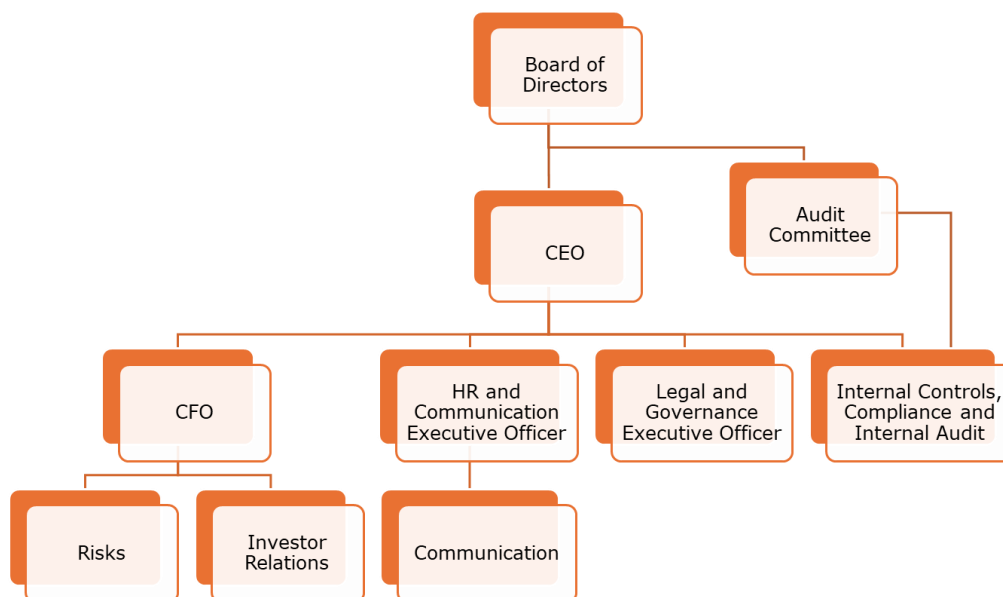 Board of
Directors
Audit
Committee
CEO
CFO
HR and
Communication
Executive Officer
Legal and
Governance
Executive Officer
Internal Controls,
Compliance and
Internal Audit
Risks
Investor
Relations
Communication